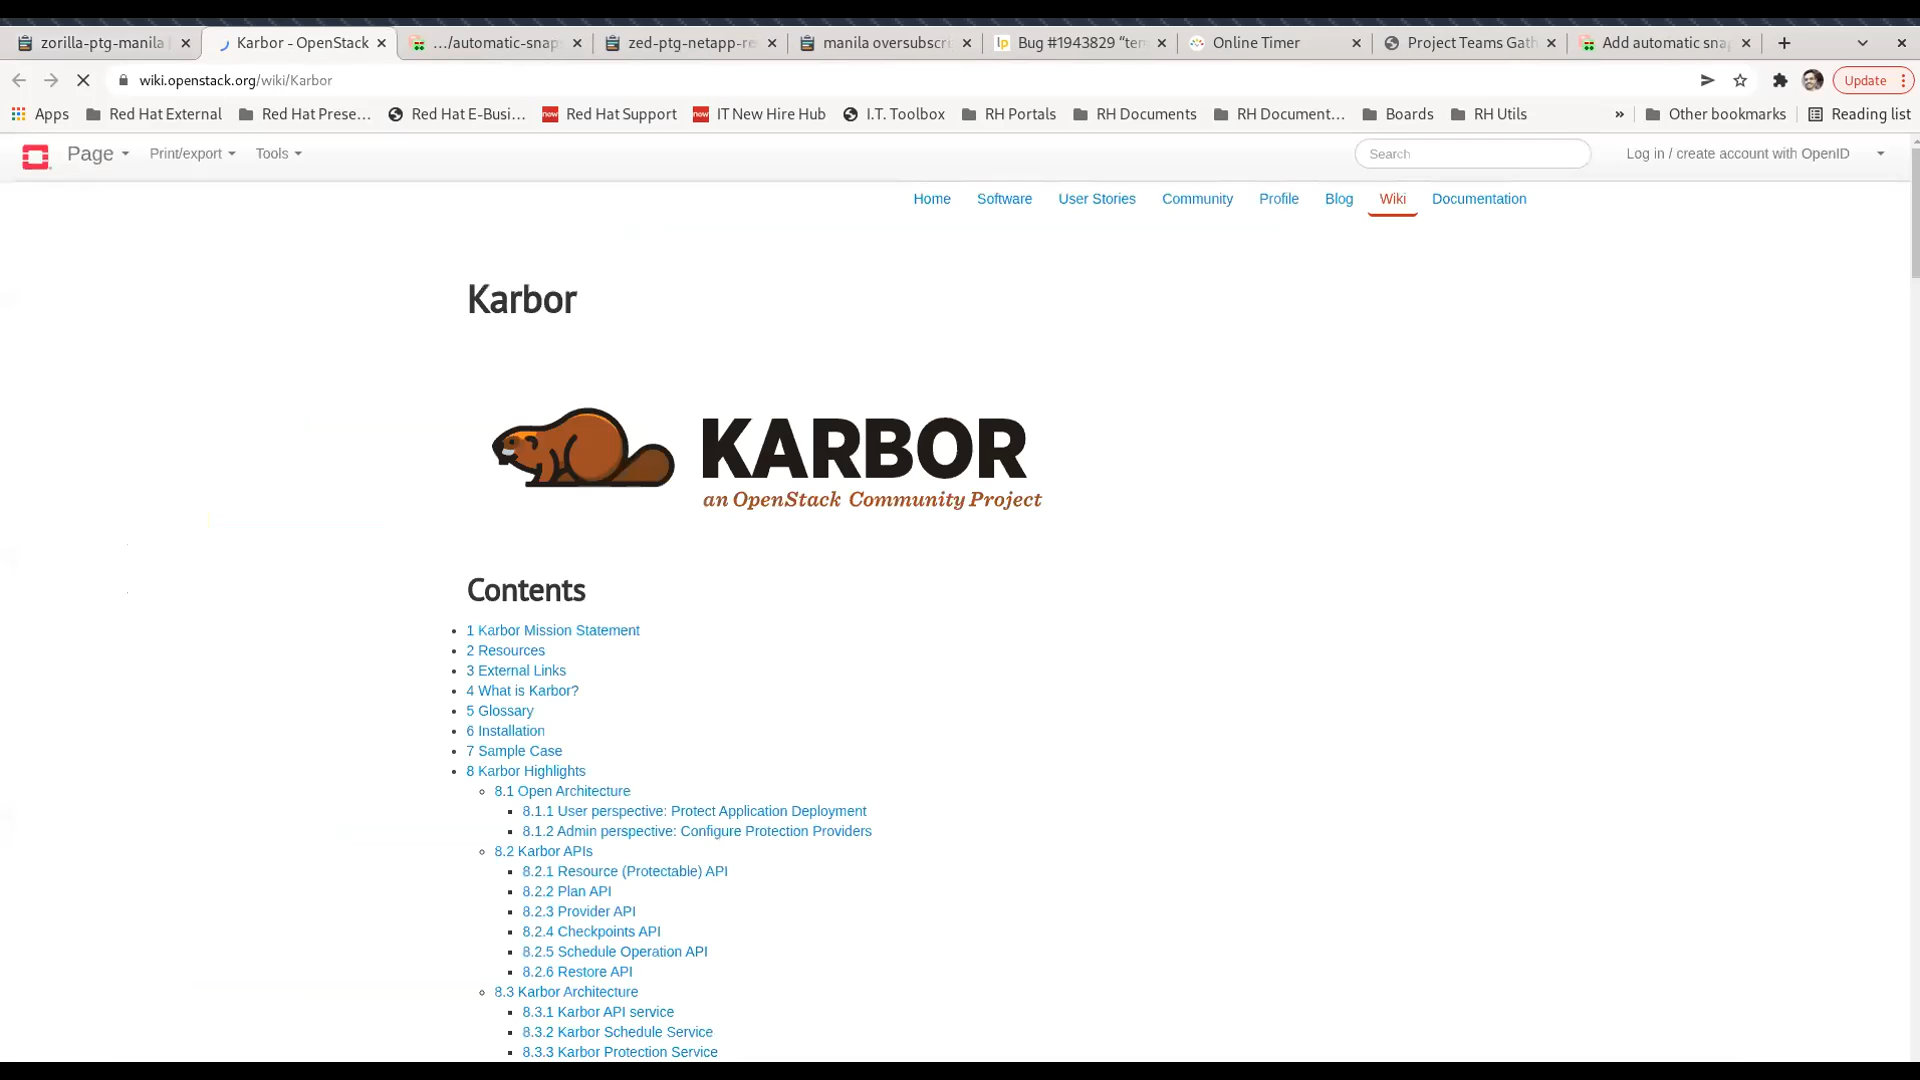 zorilla-ptg-manila
Karbor - OpenStack
.../automatic-snap
zed-ptg-netapp-re
manila oversubscri
Bug #1943829 “ten
Online Timer
Project Teams Gath
Add automatic sna
wiki.openstack.org/wiki/Karbor
Update
Apps
Red Hat External
Red Hat Prese...
Red Hat E-Busi...
Red Hat Support
IT New Hire Hub
I.T. Toolbox
RH Portals
RH Documents
RH Document...
Boards
RH Utils
»
Other bookmarks
Reading list
Page
Print/export
Tools
Search
Log in / create account with OpenID
Home
Software
User Stories
Community
Profile
Blog
Wiki
Documentation
Karbor
KARBOR
an OpenStack Community Project
Contents
1 Karbor Mission Statement
2 Resources
3 External Links
4 What is Karbor?
5 Glossary
6 Installation
7 Sample Case
8 Karbor Highlights
8.1 Open Architecture
8.1.1 User perspective: Protect Application Deployment
8.1.2 Admin perspective: Configure Protection Providers
8.2 Karbor APIs
8.2.1 Resource (Protectable) API
8.2.2 Plan API
8.2.3 Provider API
8.2.4 Checkpoints API
8.2.5 Schedule Operation API
8.2.6 Restore API
8.3 Karbor Architecture
8.3.1 Karbor API service
8.3.2 Karbor Schedule Service
8.3.3 Karbor Protection Service